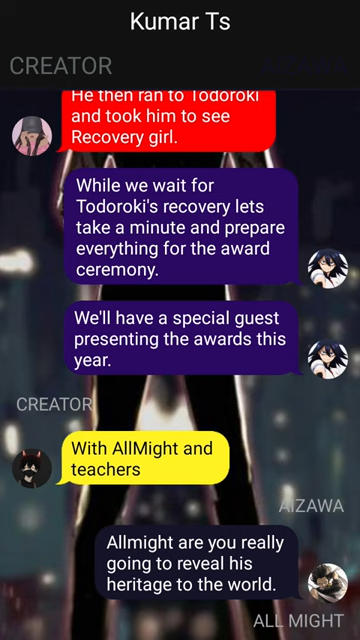 Kumar Ts
CREATOR
He then ran to Todoroki
and took him to see
Recovery girl.
While we wait for
Todoroki's recovery lets
take a minute and prepare
everything for the award
ceremony.
We'll have a special guest
presenting the awards this
year.
CREATOR
With AllMight and
teachers
AIZAWA
Allmight are you really
going to reveal his
heritage to the world.
ALL MIGHT